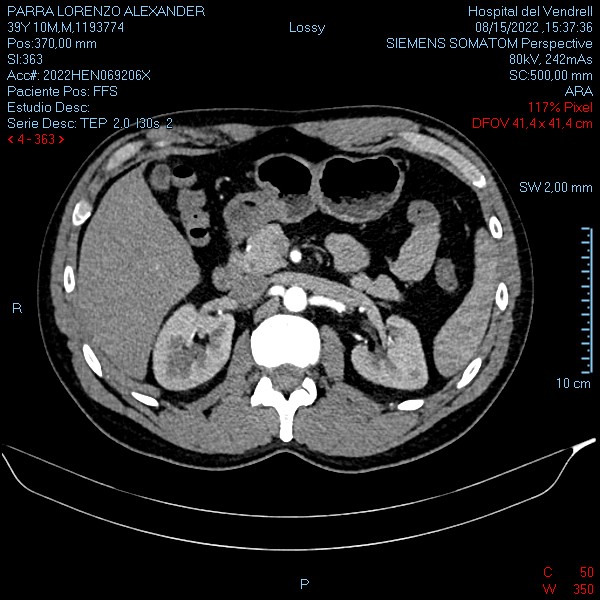 PARRA LORENZO ALEXANDER
39Y 10M,M,1193774
Pos:370,00 mm
SI:363
Acc#: 2022HEN069206X
Paciente Pos: FFS
Estudio Desc:
Serie Desc: TEP 2.0 I30s 2
< 4 - 363 >
Lossy
Hospital del Vendrell
08/15/2022 ,15:37:36
SIEMENS SOMATOM Perspective
80kV, 242mAs
SC:500,00 mm
ARA
117% Pixel
DFOV 41,4 x 41,4 cm
SW 2,00 mm
R
10 cm
P
C 50
W 350